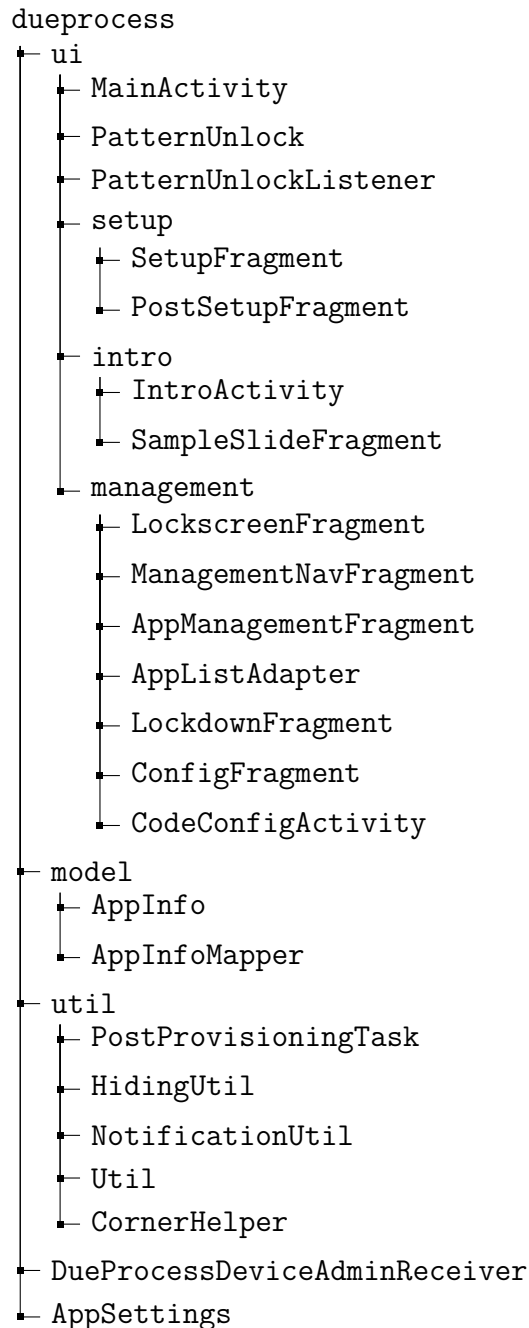 dueprocess
ui
MainActivity
PatternUnlock
PatternUnlockListener
setup
SetupFragment
PostSetupFragment
intro
IntroActivity
SampleSlideFragment
management
LockscreenFragment
ManagementNavFragment
AppManagementFragment
AppListAdapter
LockdownFragment
ConfigFragment
CodeConfigActivity
model
AppInfo
AppInfoMapper
util
PostProvisioningTask
HidingUtil
NotificationUtil
Util
CornerHelper
DueProcessDeviceAdminReceiver
AppSettings